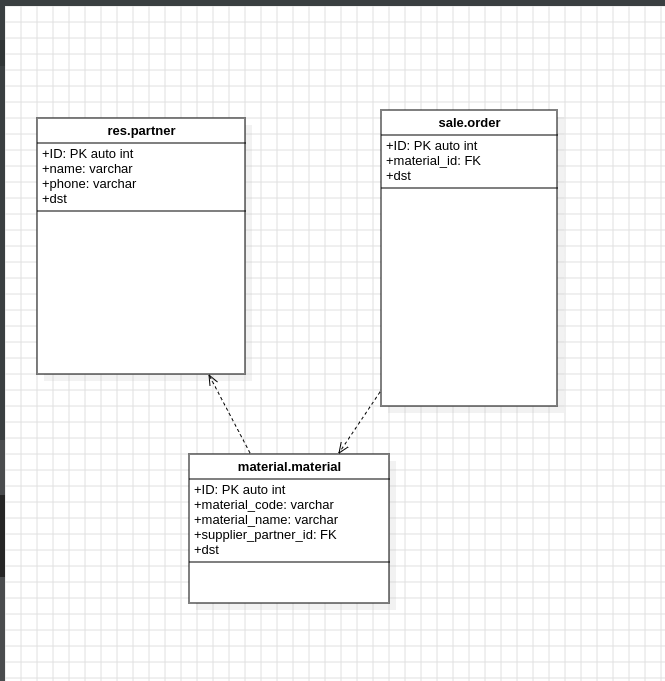 res.partner
+ID: PK auto int
+name: varchar
+phone: varchar
+dst
sale.order
+ID: PK auto int
+material_id: FK
+dst
material.material
+ID: PK auto int
+material_code: varchar
+material_name: varchar
+supplier_partner_id: FK
+dst